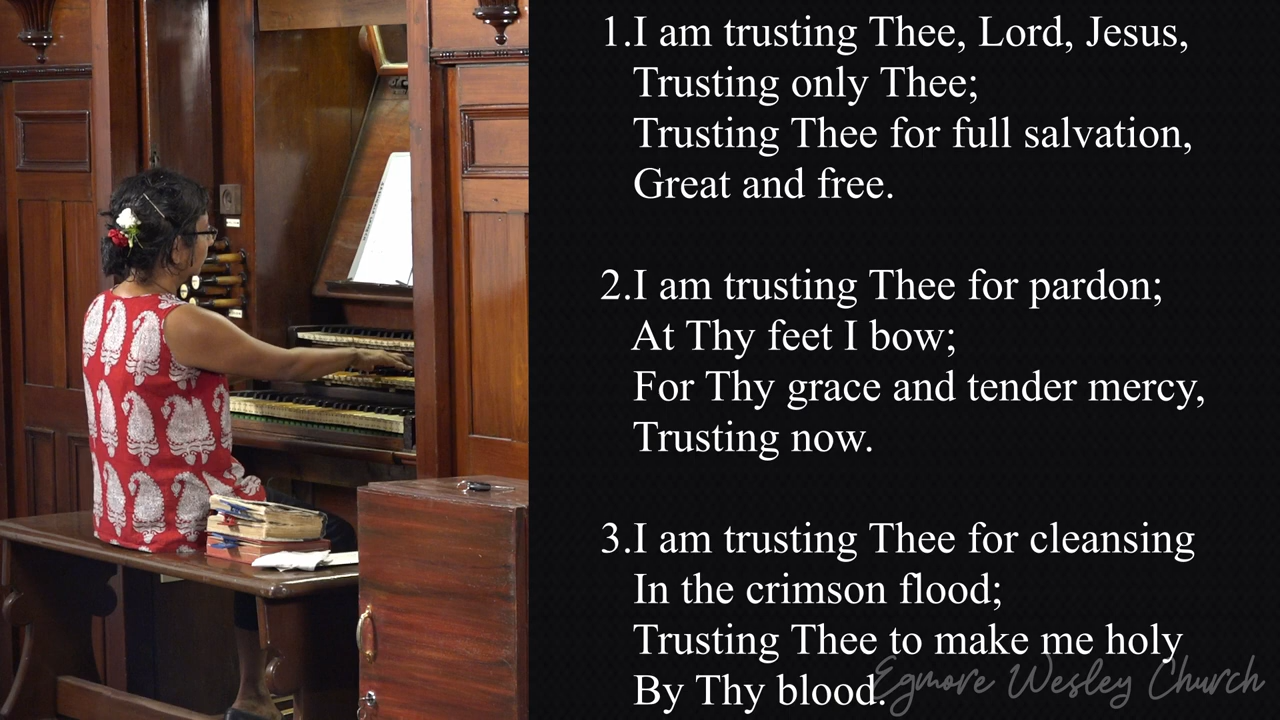 1.I am trusting Thee, Lord, Jesus,
Trusting only Thee;
Trusting Thee for full salvation,
Great and free.
2.I am trusting Thee for pardon;
At Thy feet I bow;
For Thy grace and tender mercy,
Trusting now.
3.I am trusting Thee for cleansing
In the crimson flood;
Trusting Thee to make me holy
By Thy blood.
Egmore Wesley Church